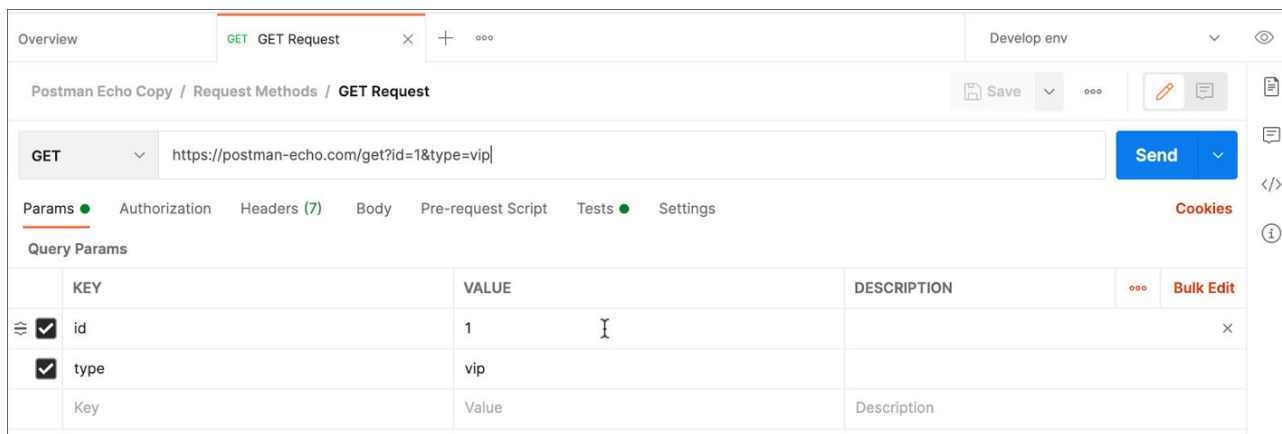 Overview GET GET Request Develop env
Postman Echo Copy / Request Methods / GET Request Save
GET https://postman-echo.com/get?id=1&type=vip Send
Params Authorization Headers (7) Body Pre-request Script Tests Settings Cookies
Query Params
KEY VALUE DESCRIPTION Bulk Edit
id 1
type vip
Key Value Description